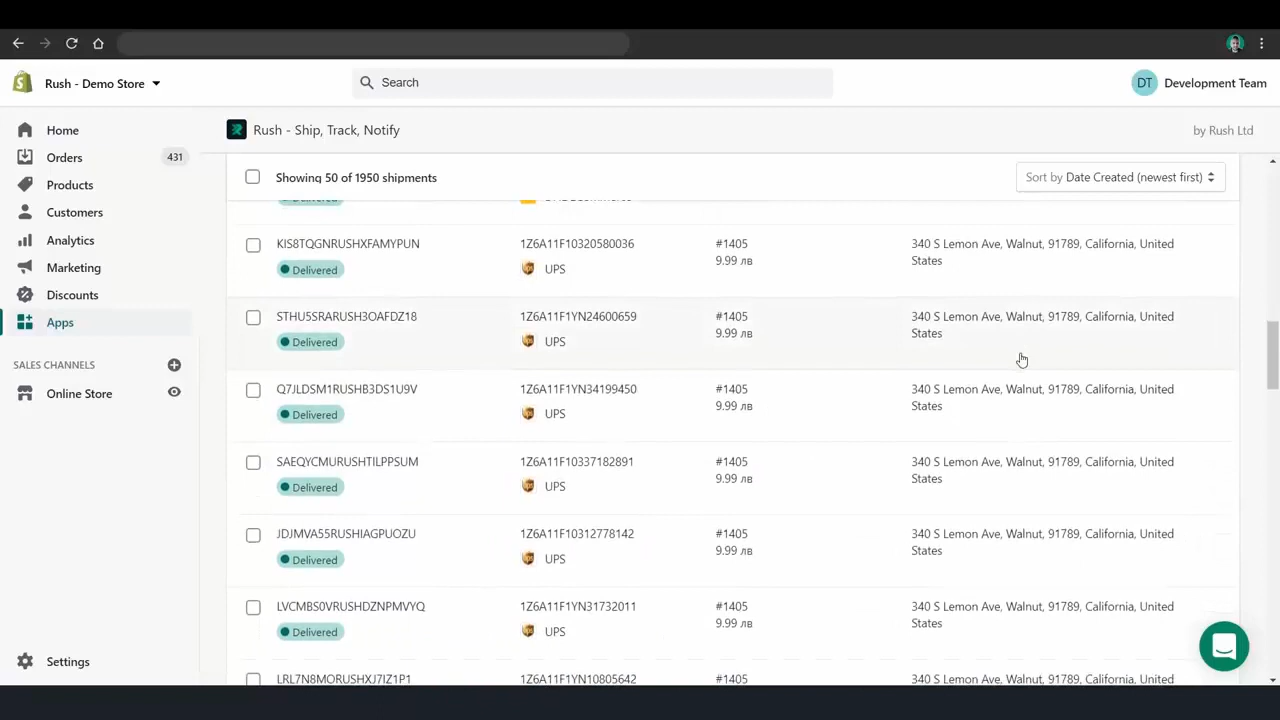 Rush - Demo Store
Search
DT
Development Team
Home
Orders
431
Products
Customers
Analytics
Marketing
Discounts
Apps
SALES CHANNELS
Online Store
Settings
Rush - Ship, Track, Notify
by Rush Ltd
Showing 50 of 1950 shipments
Sort by Date Created (newest first)
KIS8TQGNRUSHXFAMYPUN
Delivered
1Z6A11F10320580036
UPS
#1405
9.99 лв
340 S Lemon Ave, Walnut, 91789, California, United
States
STHU5SRARUSH3OAFDZ18
Delivered
1Z6A11F1YN24600659
UPS
#1405
9.99 лв
340 S Lemon Ave, Walnut, 91789, California, United
States
Q7JLDSM1RUSHB3DS1U9V
Delivered
1Z6A11F1YN34199450
UPS
#1405
9.99 лв
340 S Lemon Ave, Walnut, 91789, California, United
States
SAEQYCMURUSHTILPPSUM
Delivered
1Z6A11F10337182891
UPS
#1405
9.99 лв
340 S Lemon Ave, Walnut, 91789, California, United
States
JDJMVA55RUSHIAGPUOZU
Delivered
1Z6A11F10312778142
UPS
#1405
9.99 лв
340 S Lemon Ave, Walnut, 91789, California, United
States
LVCMBS0VRUSHDZNPMVYQ
Delivered
1Z6A11F1YN31732011
UPS
#1405
9.99 лв
340 S Lemon Ave, Walnut, 91789, California, United
States
LRL7N8MORUSHXJ7IZ1P1
1Z6A11F1YN10805642
#1405
340 S Lemon Ave, Walnut, 91789, California, United